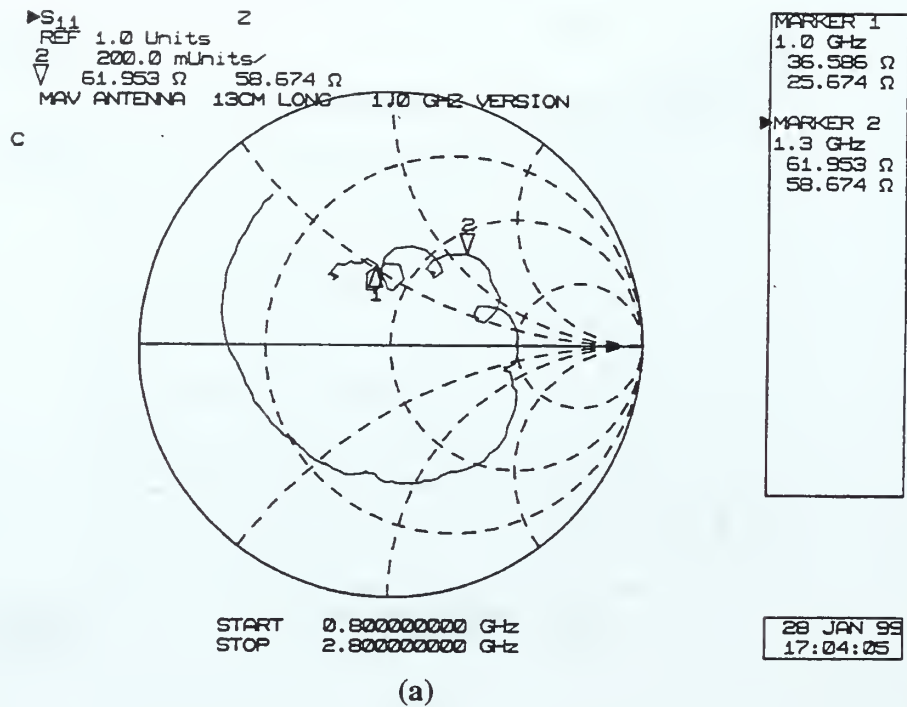 ▶S11 Z
REF 1.0 Units
2 200.0 mUnits/
▽ 61.953 Ω 58.674 Ω
MAV ANTENNA 13CM LONG 1.0 GHZ VERSION
C
2
1
MARKER 1
1.0 GHz
36.586 Ω
25.674 Ω
▶MARKER 2
1.3 GHz
61.953 Ω
58.674 Ω
START 0.800000000 GHz
STOP 2.800000000 GHz
28 JAN 99
17:04:05
(a)